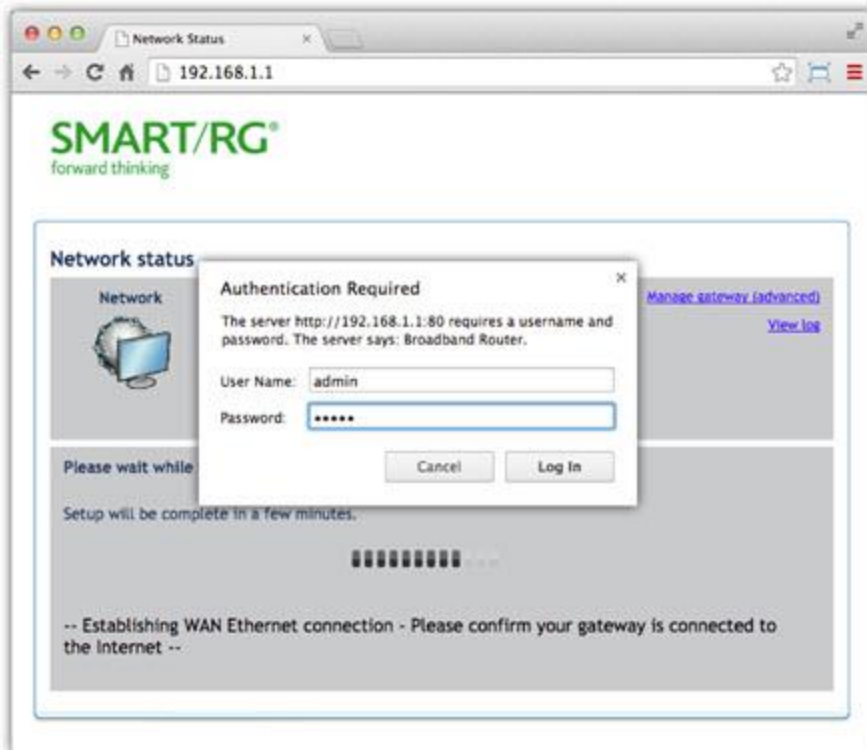 Network Status
192.168.1.1
SMART/RG®
forward thinking
Network status
Network
Manage gateway (advanced)
View log
Authentication Required
The server http://192.168.1.1:80 requires a username and
password. The server says: Broadband Router.
User Name: admin
Password: •••••
Cancel Log In
Please wait while
Setup will be complete in a few minutes.
-- Establishing WAN Ethernet connection - Please confirm your gateway is connected to
the Internet --